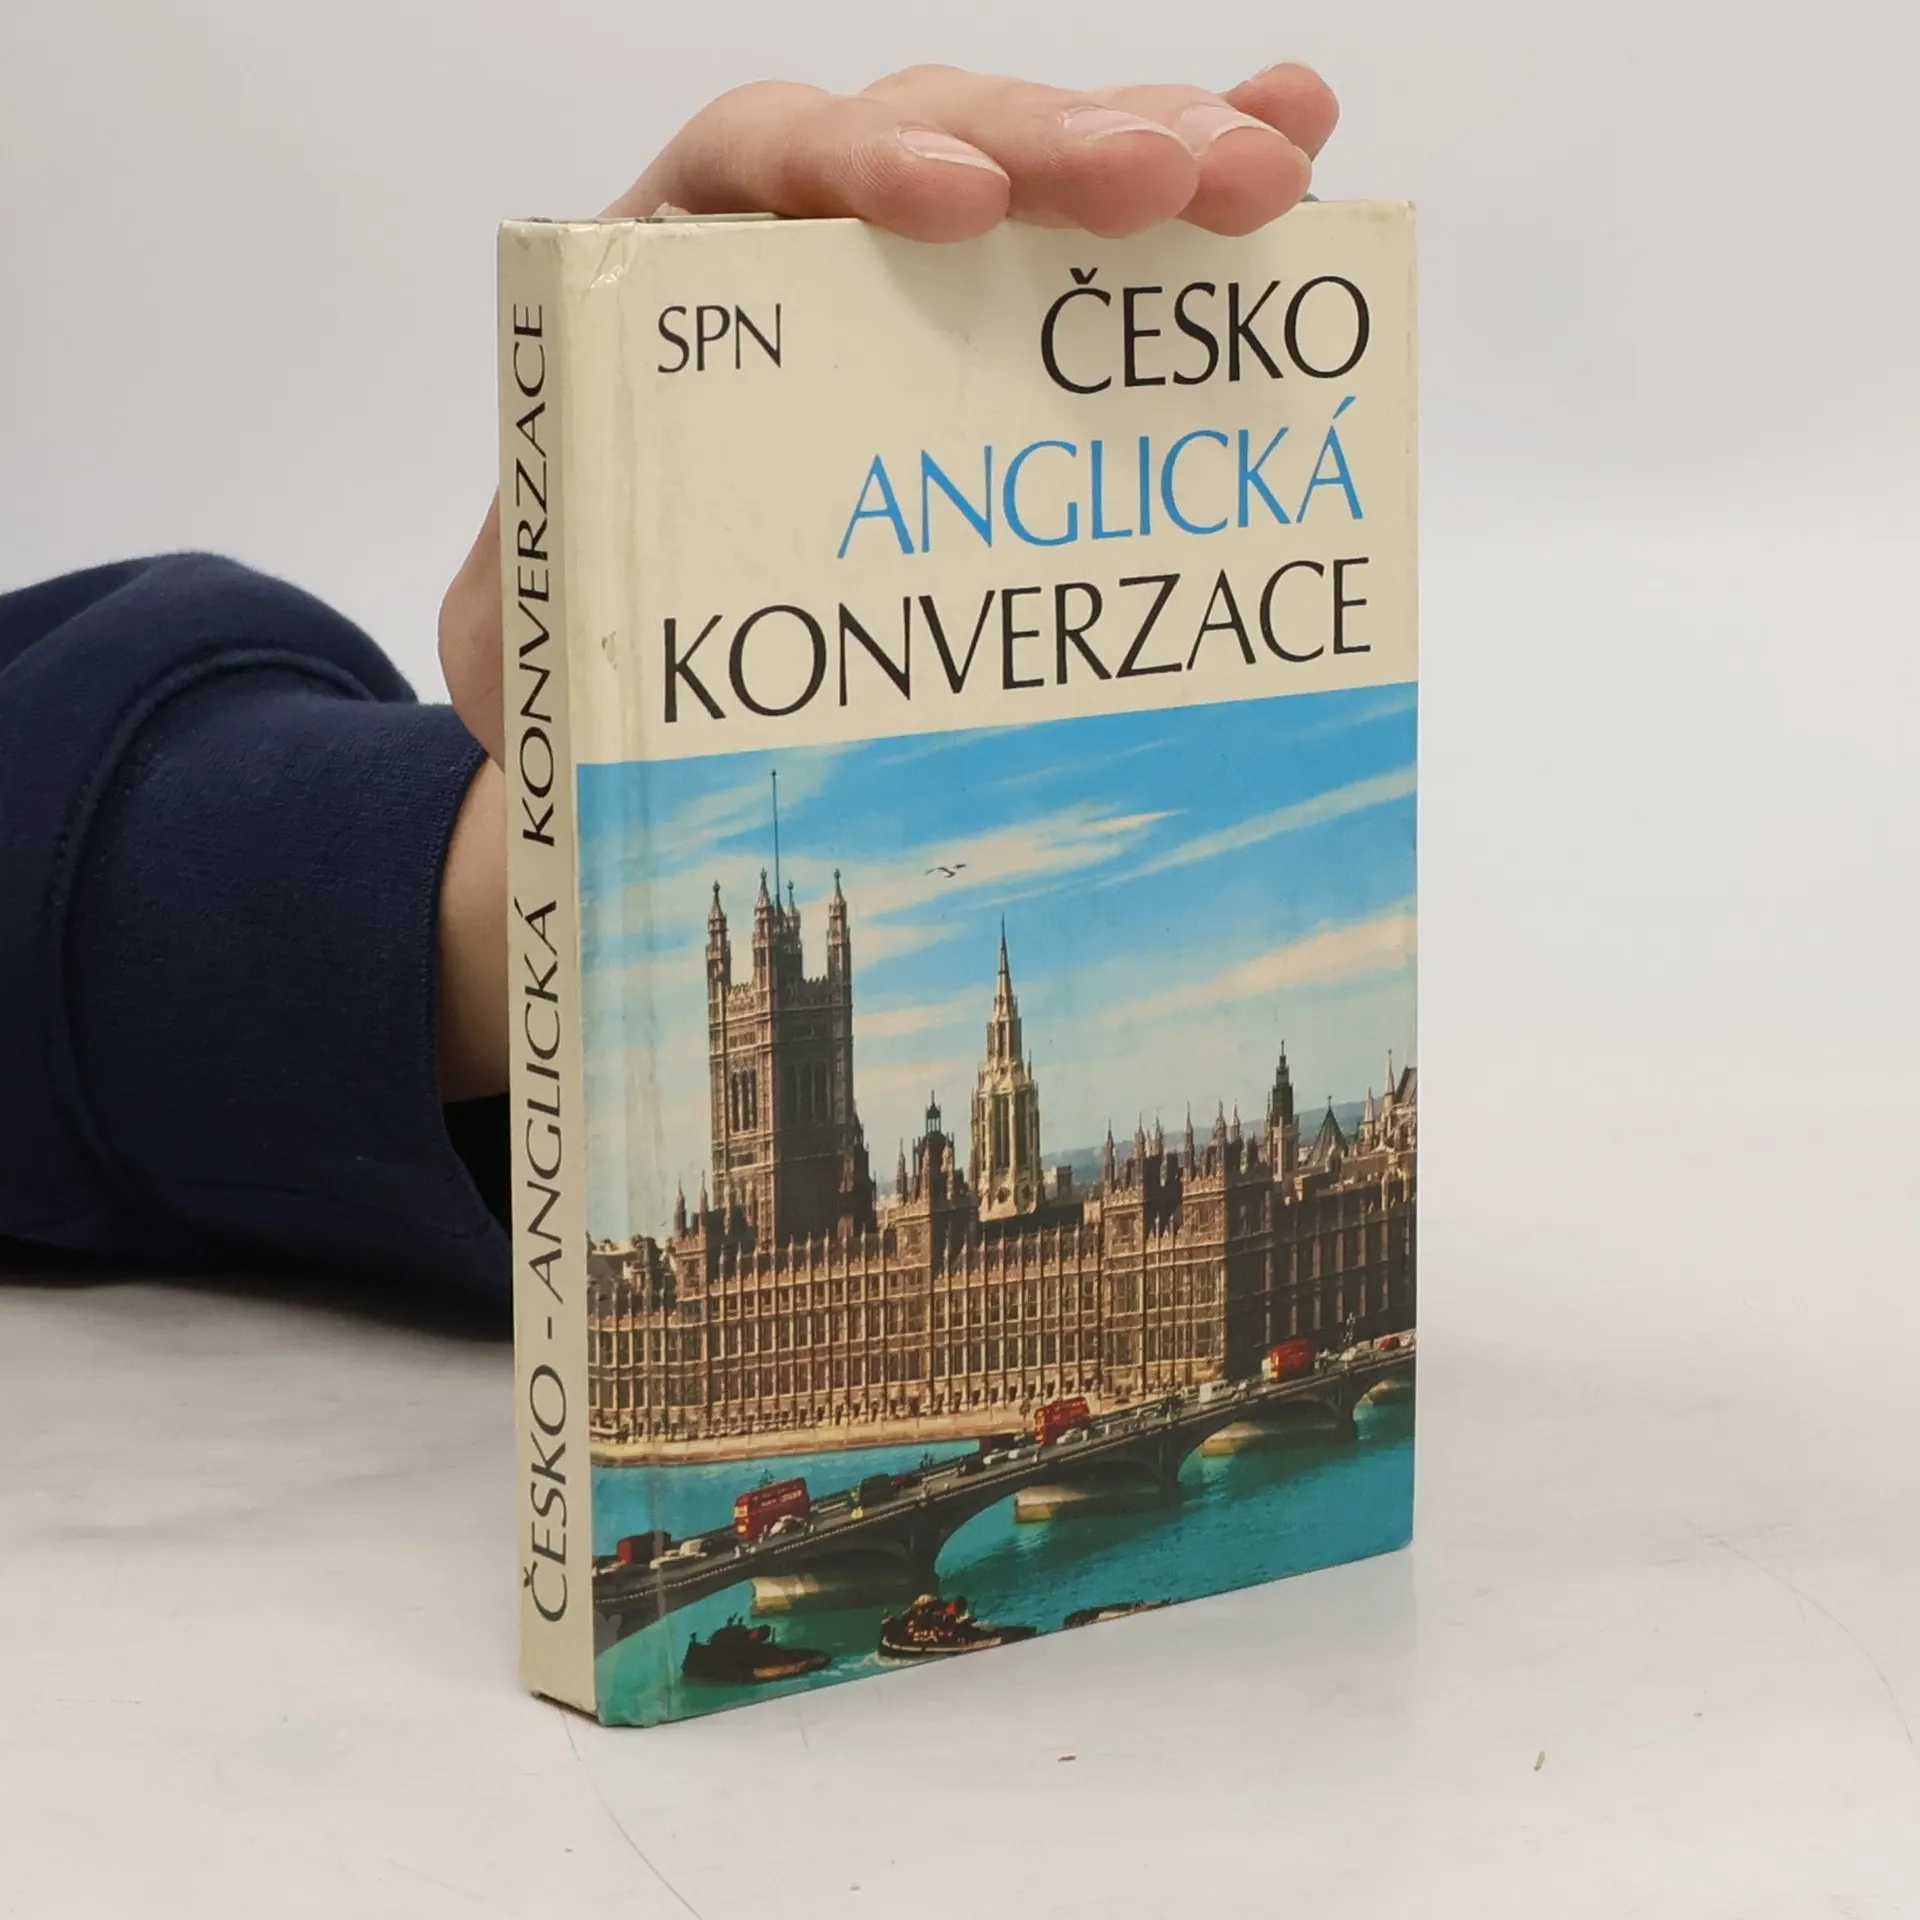 SPN
ČESKO
ANGLICKÁ
KONVERZACE
ČESKO - ANGLICKÁ KONVERZACE